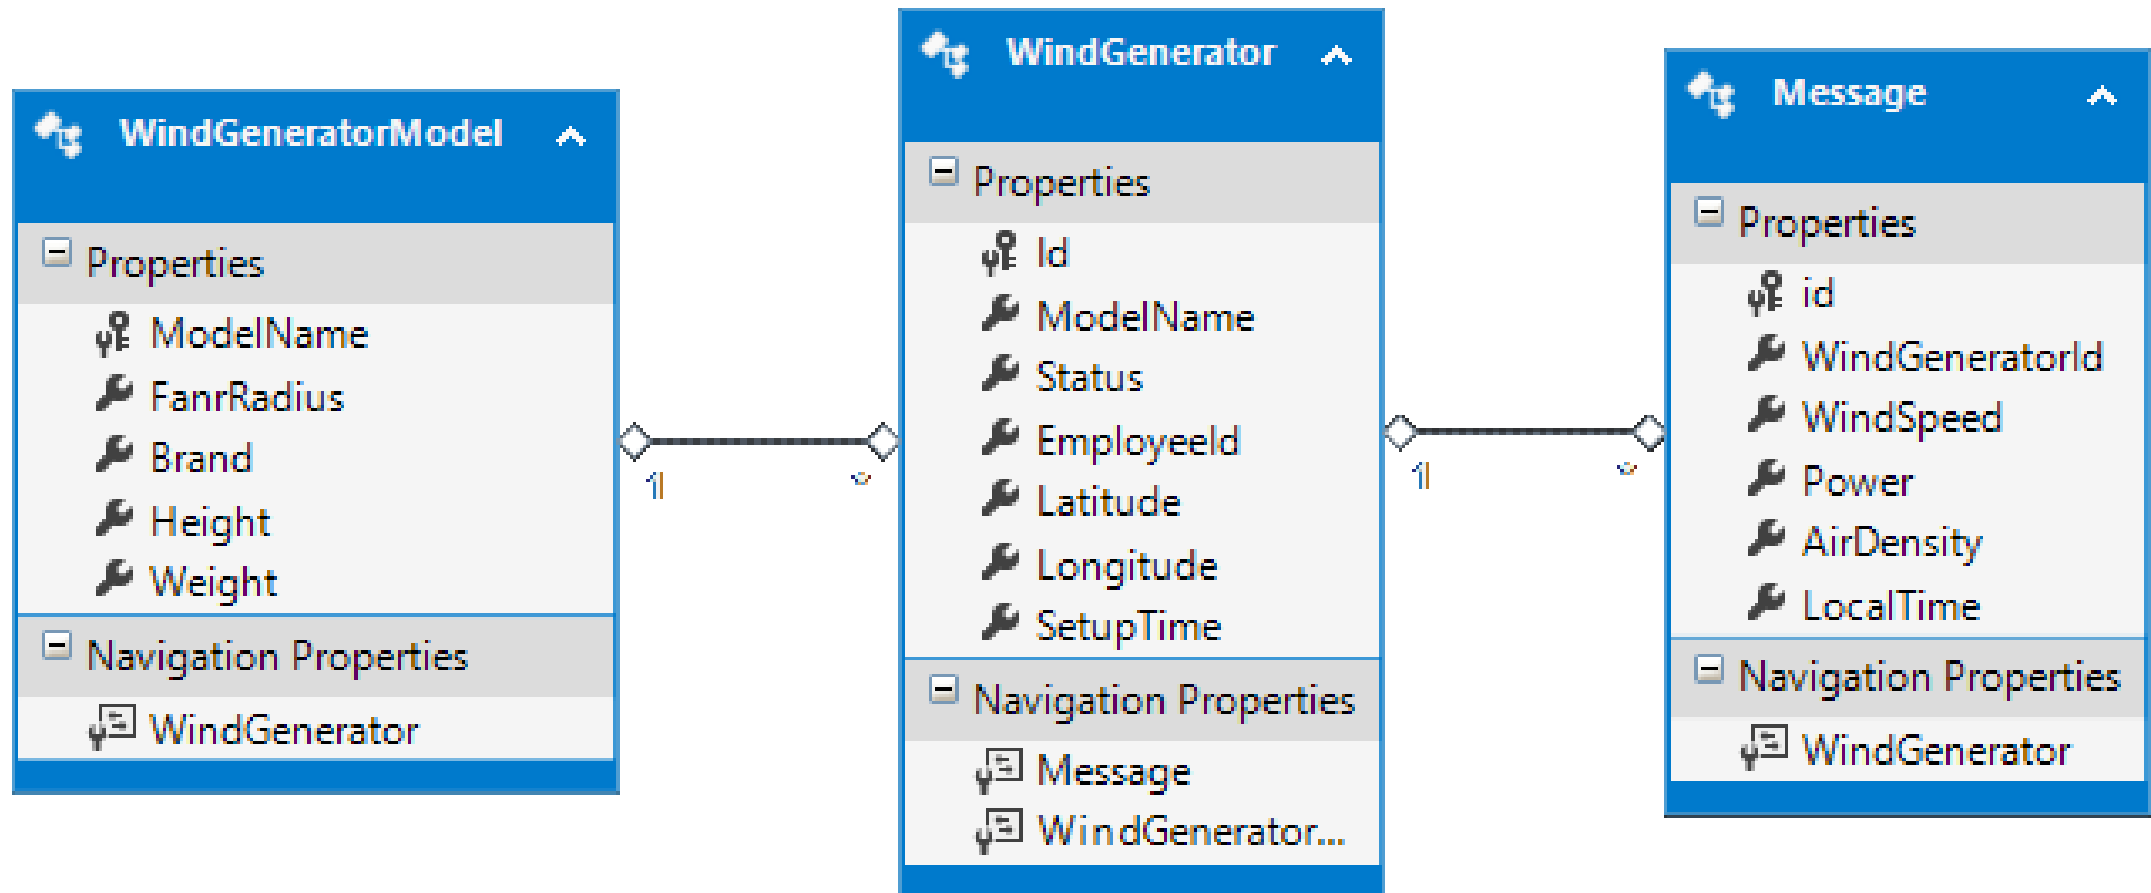 WindGeneratorModel
Properties
ModelName
FanrRadius
Brand
Height
Weight
Navigation Properties
WindGenerator
1
*
WindGenerator
Properties
Id
ModelName
Status
EmployeeId
Latitude
Longitude
SetupTime
Navigation Properties
Message
WindGenerator...
1
*
Message
Properties
id
WindGeneratorId
WindSpeed
Power
AirDensity
LocalTime
Navigation Properties
WindGenerator